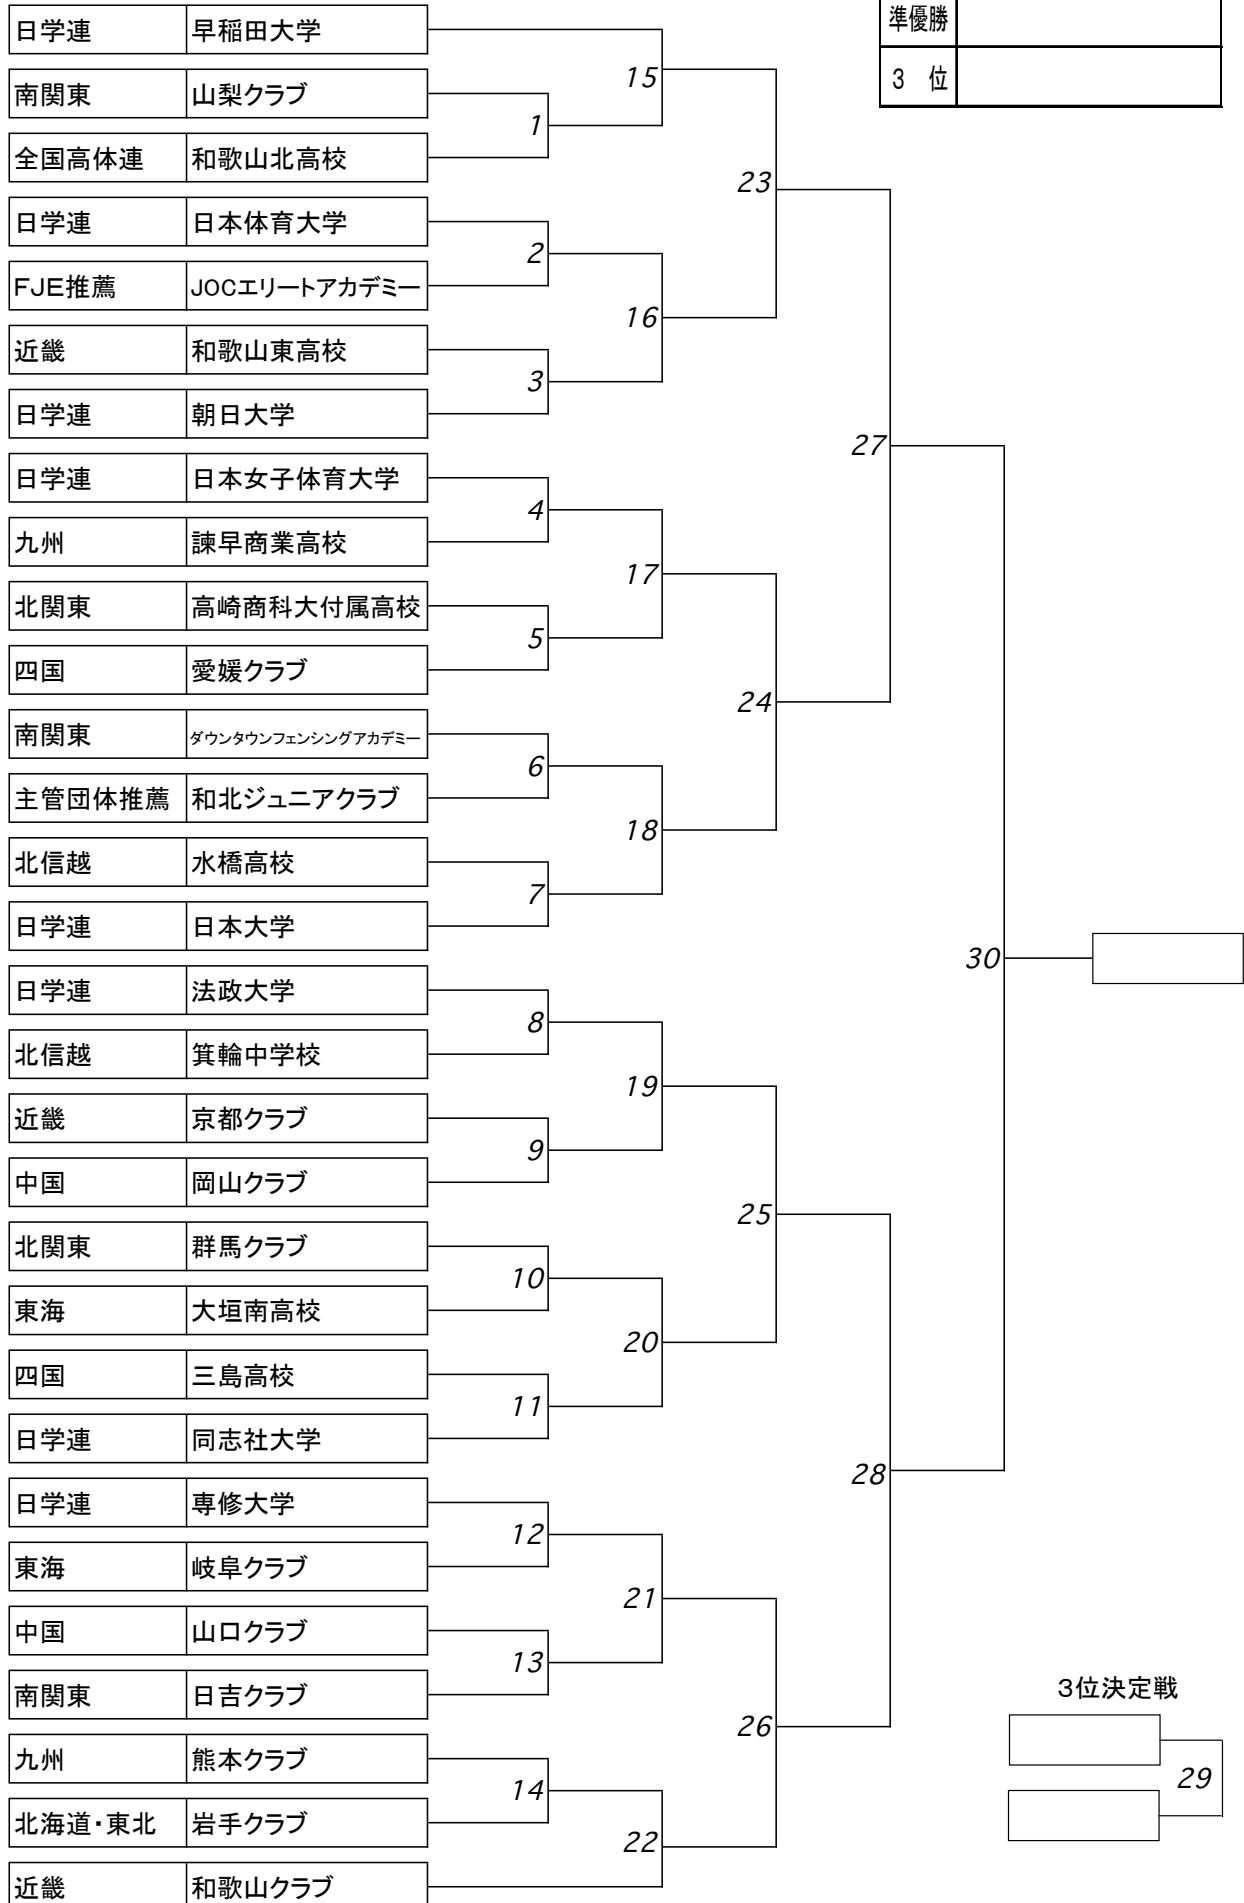 準優勝
3 位
日学連 早稲田大学
15
南関東 山梨クラブ
1
全国高体連 和歌山北高校
23
日学連 日本体育大学
2
FJE推薦 JOCエリートアカデミー
16
近畿 和歌山東高校
3
日学連 朝日大学
27
日学連 日本女子体育大学
4
九州 諫早商業高校
17
北関東 高崎商科大付属高校
5
四国 愛媛クラブ
24
南関東 ダウンタウンフェンシングアカデミー
6
主管団体推薦 和北ジュニアクラブ
18
北信越 水橋高校
7
日学連 日本大学
30
日学連 法政大学
8
北信越 箕輪中学校
19
近畿 京都クラブ
9
中国 岡山クラブ
25
北関東 群馬クラブ
10
東海 大垣南高校
20
四国 三島高校
11
日学連 同志社大学
28
日学連 専修大学
12
東海 岐阜クラブ
21
中国 山口クラブ
13
南関東 日吉クラブ
3位決定戦
26
九州 熊本クラブ
29
14
北海道・東北 岩手クラブ
22
近畿 和歌山クラブ